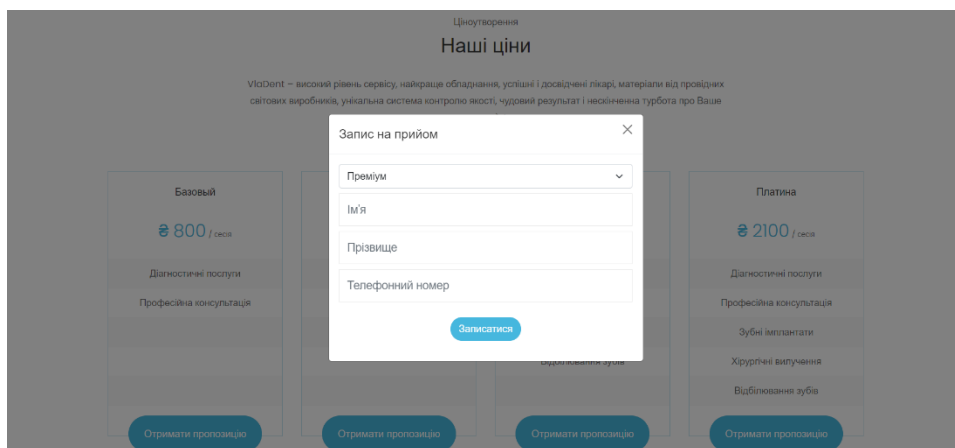 Ціноутворення
Наші ціни
VlaDent – високий рівень сервісу, найкраще обладнання, успішні і досвідчені лікарі, матеріали від провідних
світових виробників, унікальна система контролю якості, чудовий результат і нескінченна турбота про Ваше
Запис на прийом
Преміум
Ім'я
Прізвище
Телефонний номер
Записатися
Базовый
₴ 800 / сесія
Діагностичні послуги
Професійна консультація
Отримати пропозицію
Отримати пропозицію
Відбілювання зубів
Отримати пропозицію
Платина
₴ 2100 / сесія
Діагностичні послуги
Професійна консультація
Зубні імплантати
Хірургічні вилучення
Відбілювання зубів
Отримати пропозицію